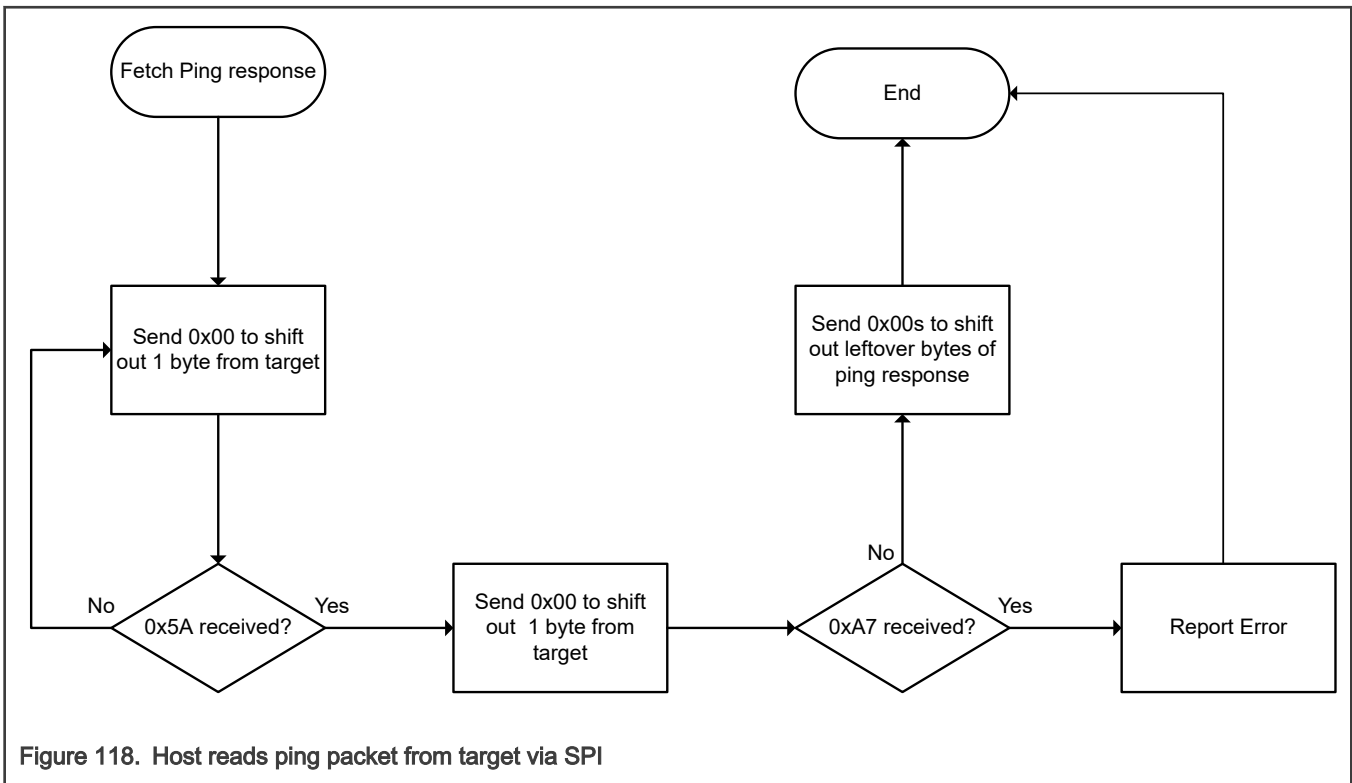 Fetch Ping response
Send 0x00 to shift
out 1 byte from target
0x5A received?
No
Yes
Send 0x00 to shift
out 1 byte from
target
0xA7 received?
No
Yes
Send 0x00s to shift
out leftover bytes of
ping response
Report Error
End
Figure 118. Host reads ping packet from target via SPI